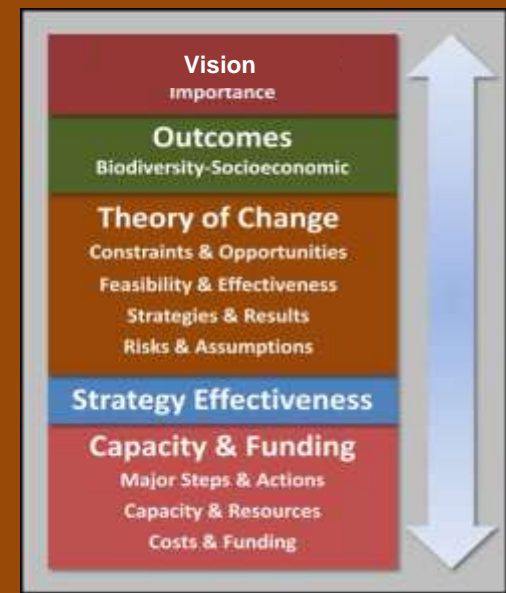 Vision
Importance
Outcomes
Biodiversity-Socioeconomic
Theory of Change
Constraints & Opportunities
Feasibility & Effectiveness
Strategies & Results
Risks & Assumptions
Strategy Effectiveness
Capacity & Funding
Major Steps & Actions
Capacity & Resources
Costs & Funding